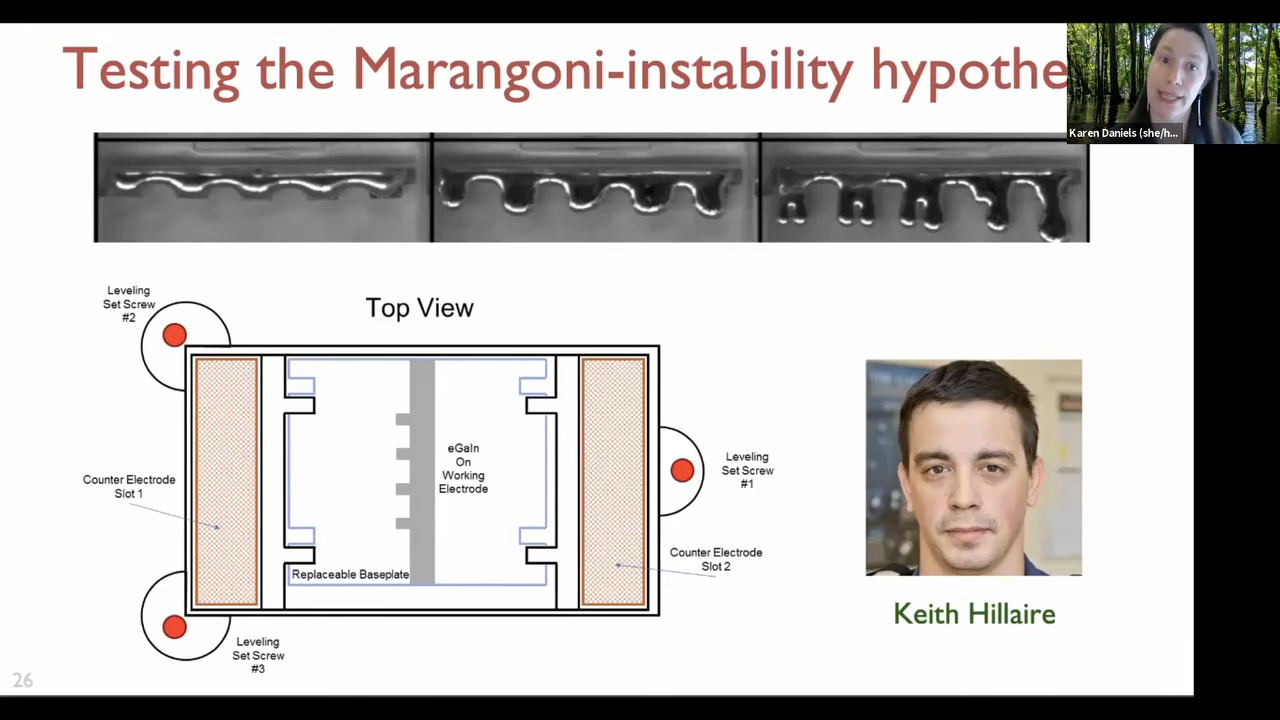 Testing the Marangoni-instability hypothe
Karen Daniels (she/h...
Leveling
Set Screw
#2
Top View
eGaIn
On
Working
Electrode
Leveling
Set Screw
#1
Counter Electrode
Slot 1
Counter Electrode
Slot 2
Replaceable Baseplate
Keith Hillaire
Leveling
Set Screw
#3
26